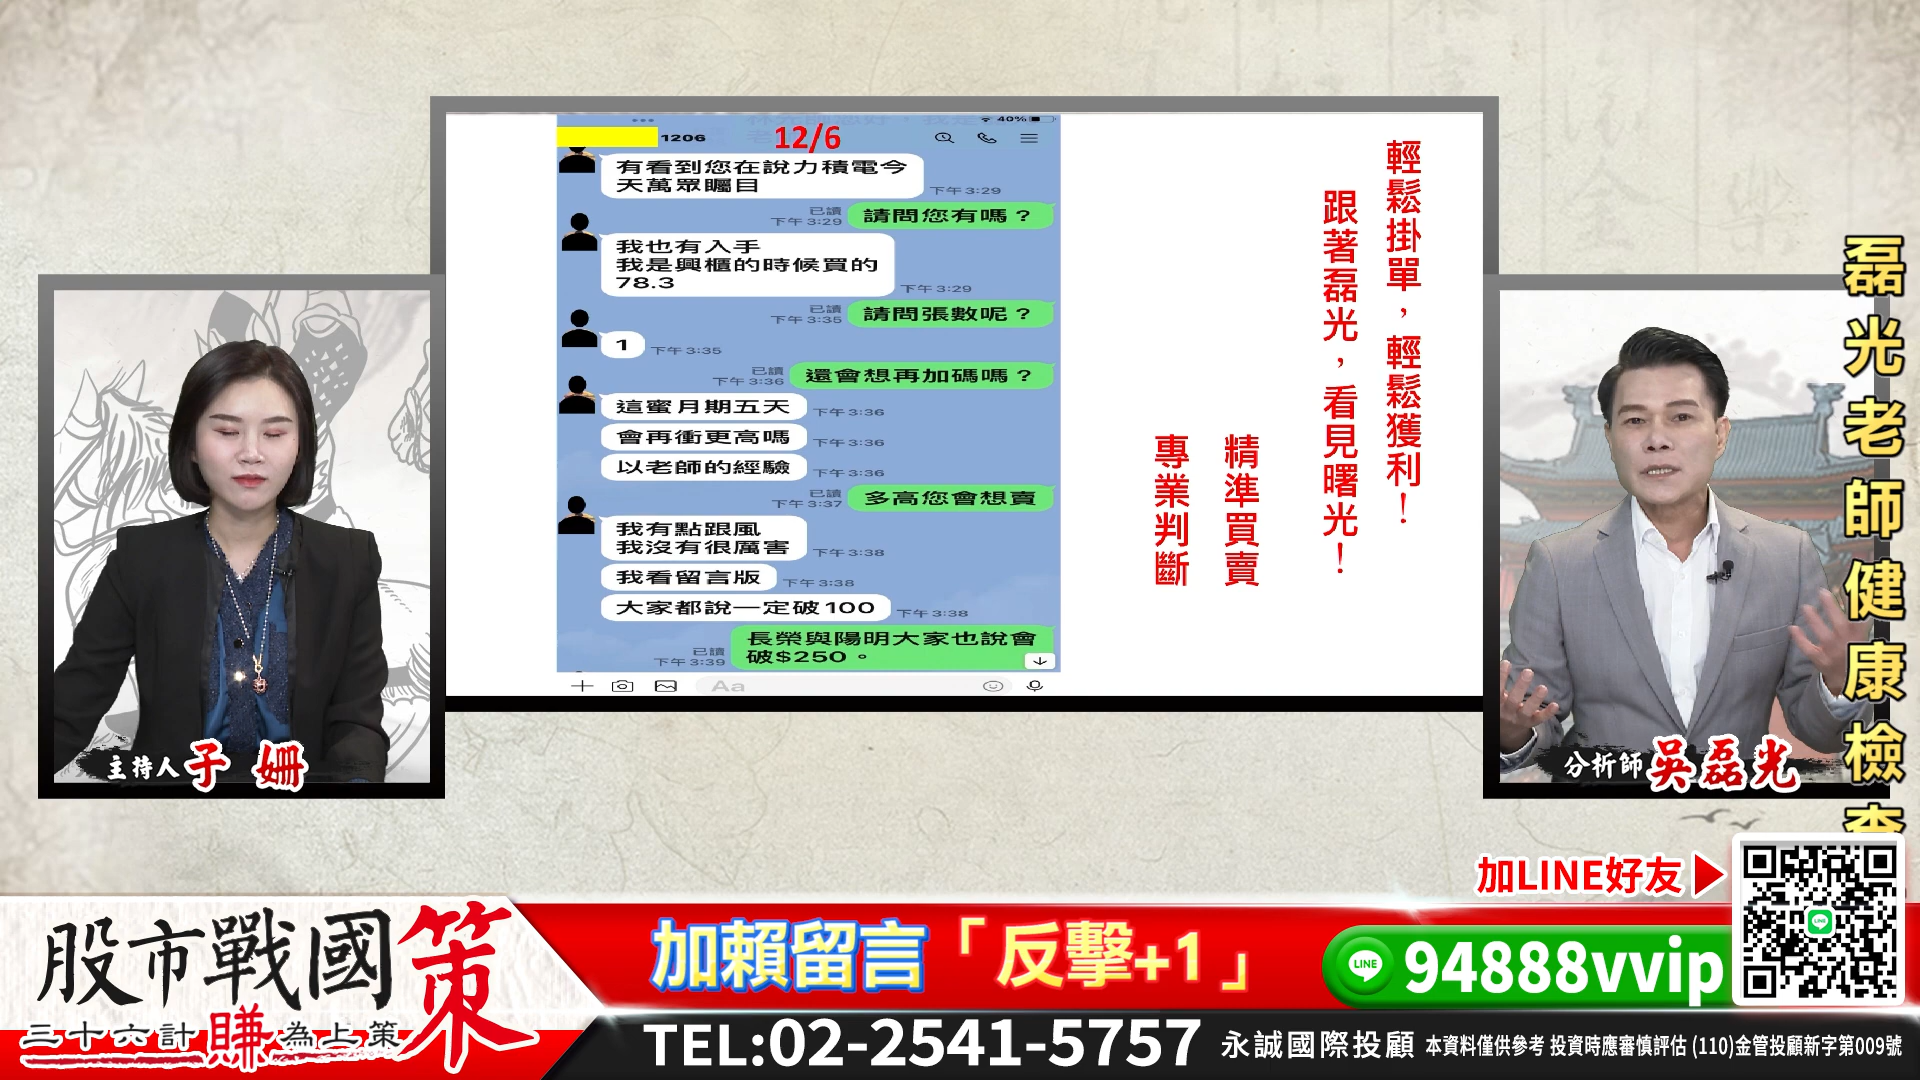 1206
12/6
40%
有看到您在說力積電今
天萬眾矚目
下午 3:29
已讀
下午 3:29
請問您有嗎？
我也有入手
我是興櫃的時候買的
78.3
下午 3:29
已讀
下午 3:35
請問張數呢？
1
下午 3:35
已讀
下午 3:36
還會想再加碼嗎？
這蜜月期五天
下午 3:36
會再衝更高嗎
下午 3:36
以老師的經驗
下午 3:36
已讀
下午 3:37
多高您會想賣
我有點跟風
我沒有很厲害
下午 3:38
我看留言版
下午 3:38
大家都說一定破100
下午 3:38
已讀
下午 3:39
長榮與陽明大家也說會
破$250。
Aa
輕鬆掛單，輕鬆獲利！
跟著磊光，看見曙光！
精準買賣
專業判斷
磊光老師健康檢查
主持人子姍
分析師吳磊光
加LINE好友
股市戰國策
三十六計賺為上策
加賴留言「反擊+1」
LINE
94888vvip
TEL:02-2541-5757
永誠國際投顧
本資料僅供參考 投資時應審慎評估 (110)金管投顧新字第009號